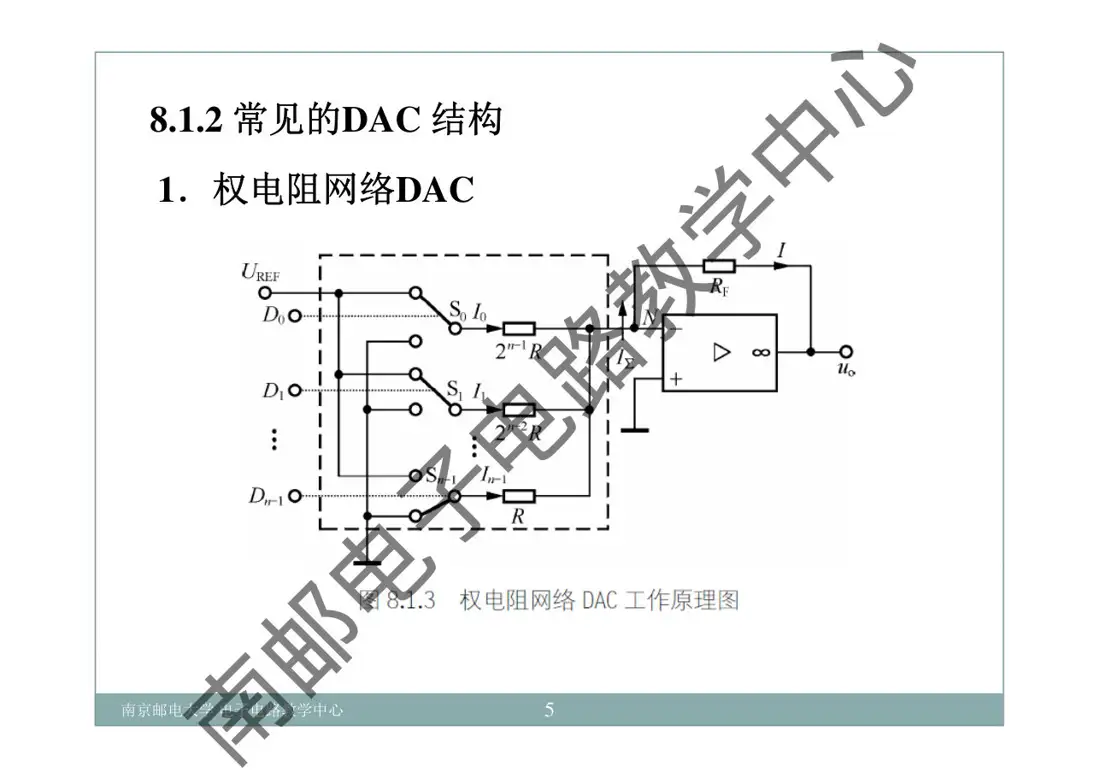 8.1.2 常见的DAC 结构
1．权电阻网络DAC
U_REF
I
R_F
D_0
S_0 I_0
N
−
2^{n-1}R
I_Σ
▷ ∞
u_o
D_1
S_1 I_1
+
2^{n-2}R
⋮
⋮
S_{n-1} I_{n-1}
D_{n-1}
R
图 8.1.3 权电阻网络 DAC 工作原理图
南京邮电大学 电子电路教学中心
5
南邮电子电路教学中心